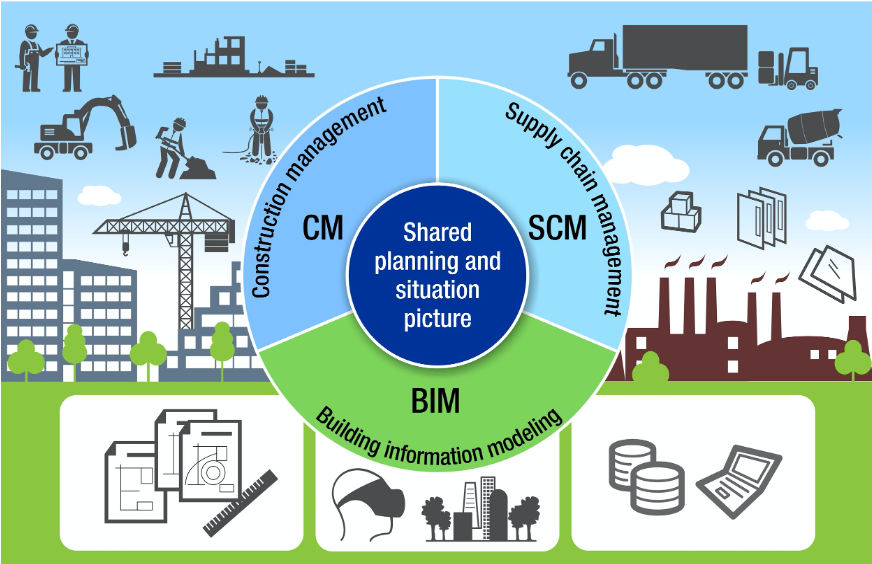 Construction management
CM
Supply chain management
SCM
Shared
planning and
situation
picture
BIM
Building information modeling